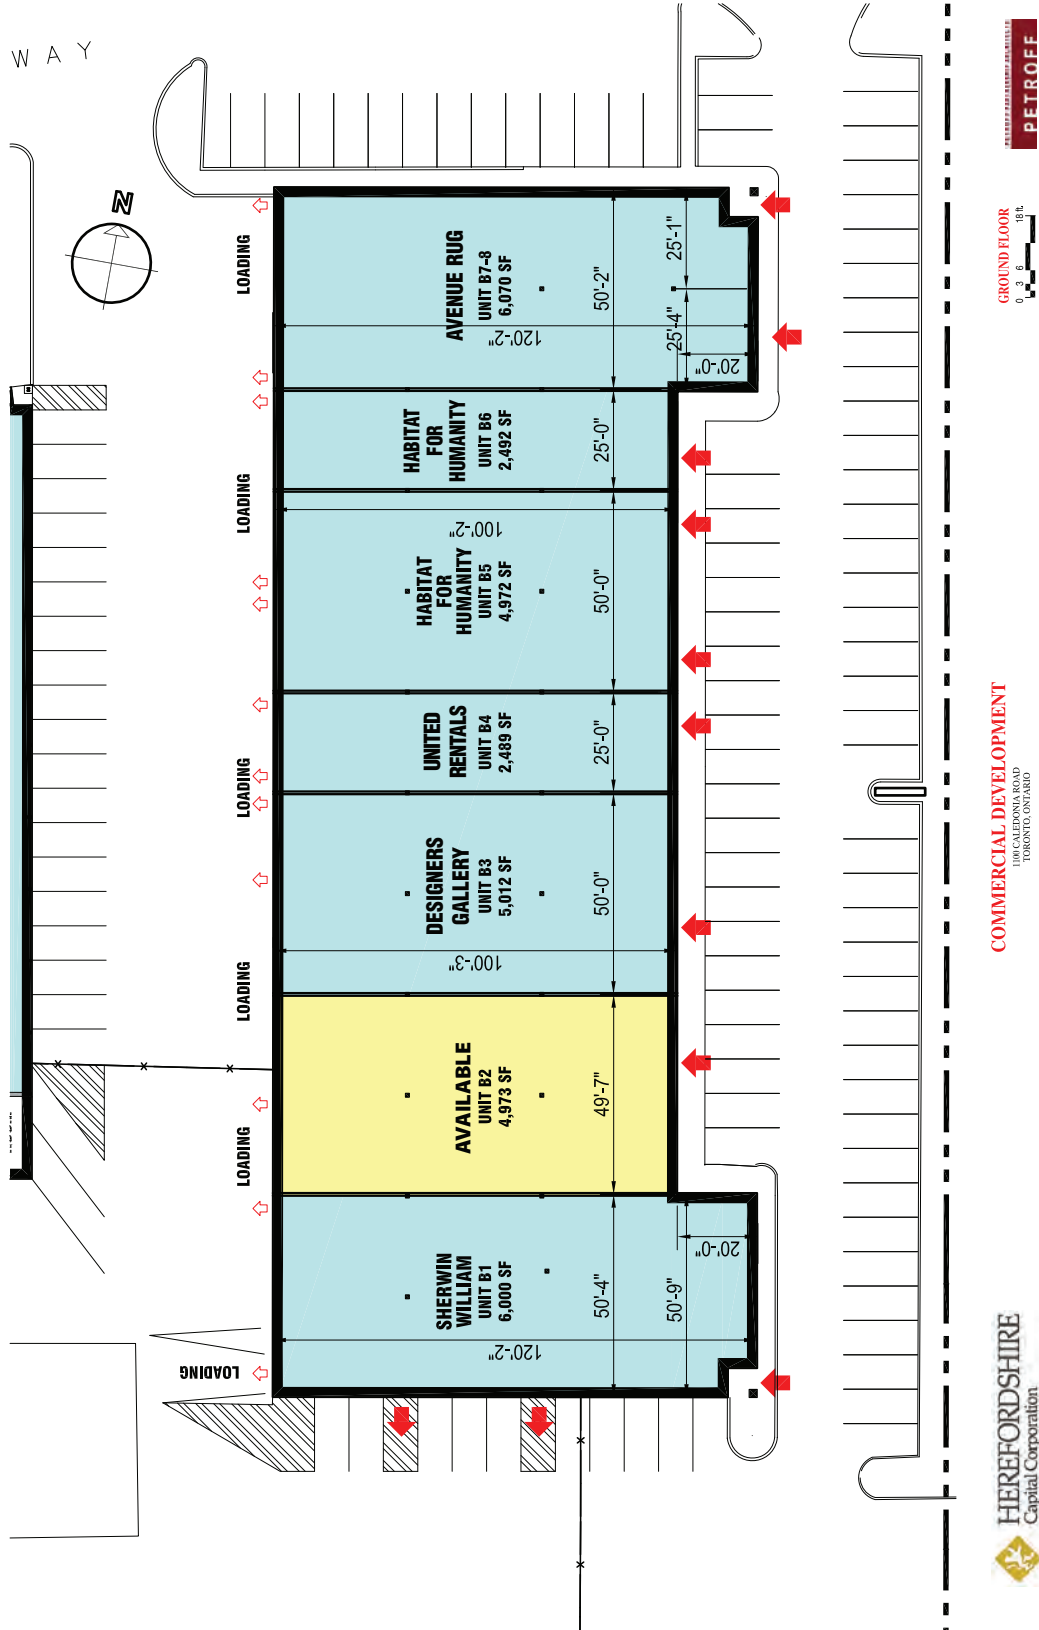 WAY
N
LOADING
LOADING
LOADING
LOADING
LOADING
LOADING
AVENUE RUG
UNIT B7-8
6,070 SF
120'-2"
50'-2"
25'-1"
25'-4"
20'-0"
HABITAT
FOR
HUMANITY
UNIT B6
2,492 SF
25'-0"
100'-2"
HABITAT
FOR
HUMANITY
UNIT B5
4,972 SF
50'-0"
UNITED
RENTALS
UNIT B4
2,489 SF
25'-0"
DESIGNERS
GALLERY
UNIT B3
5,012 SF
50'-0"
100'-3"
AVAILABLE
UNIT B2
4,973 SF
49'-7"
SHERWIN
WILLIAM
UNIT B1
6,000 SF
50'-4"
50'-9"
20'-0"
120'-2"
PETROFF
GROUND FLOOR
0 3 6 18 ft.
COMMERCIAL DEVELOPMENT
1100 CALEDONIA ROAD
TORONTO, ONTARIO
HEREFORDSHIRE
Capital Corporation